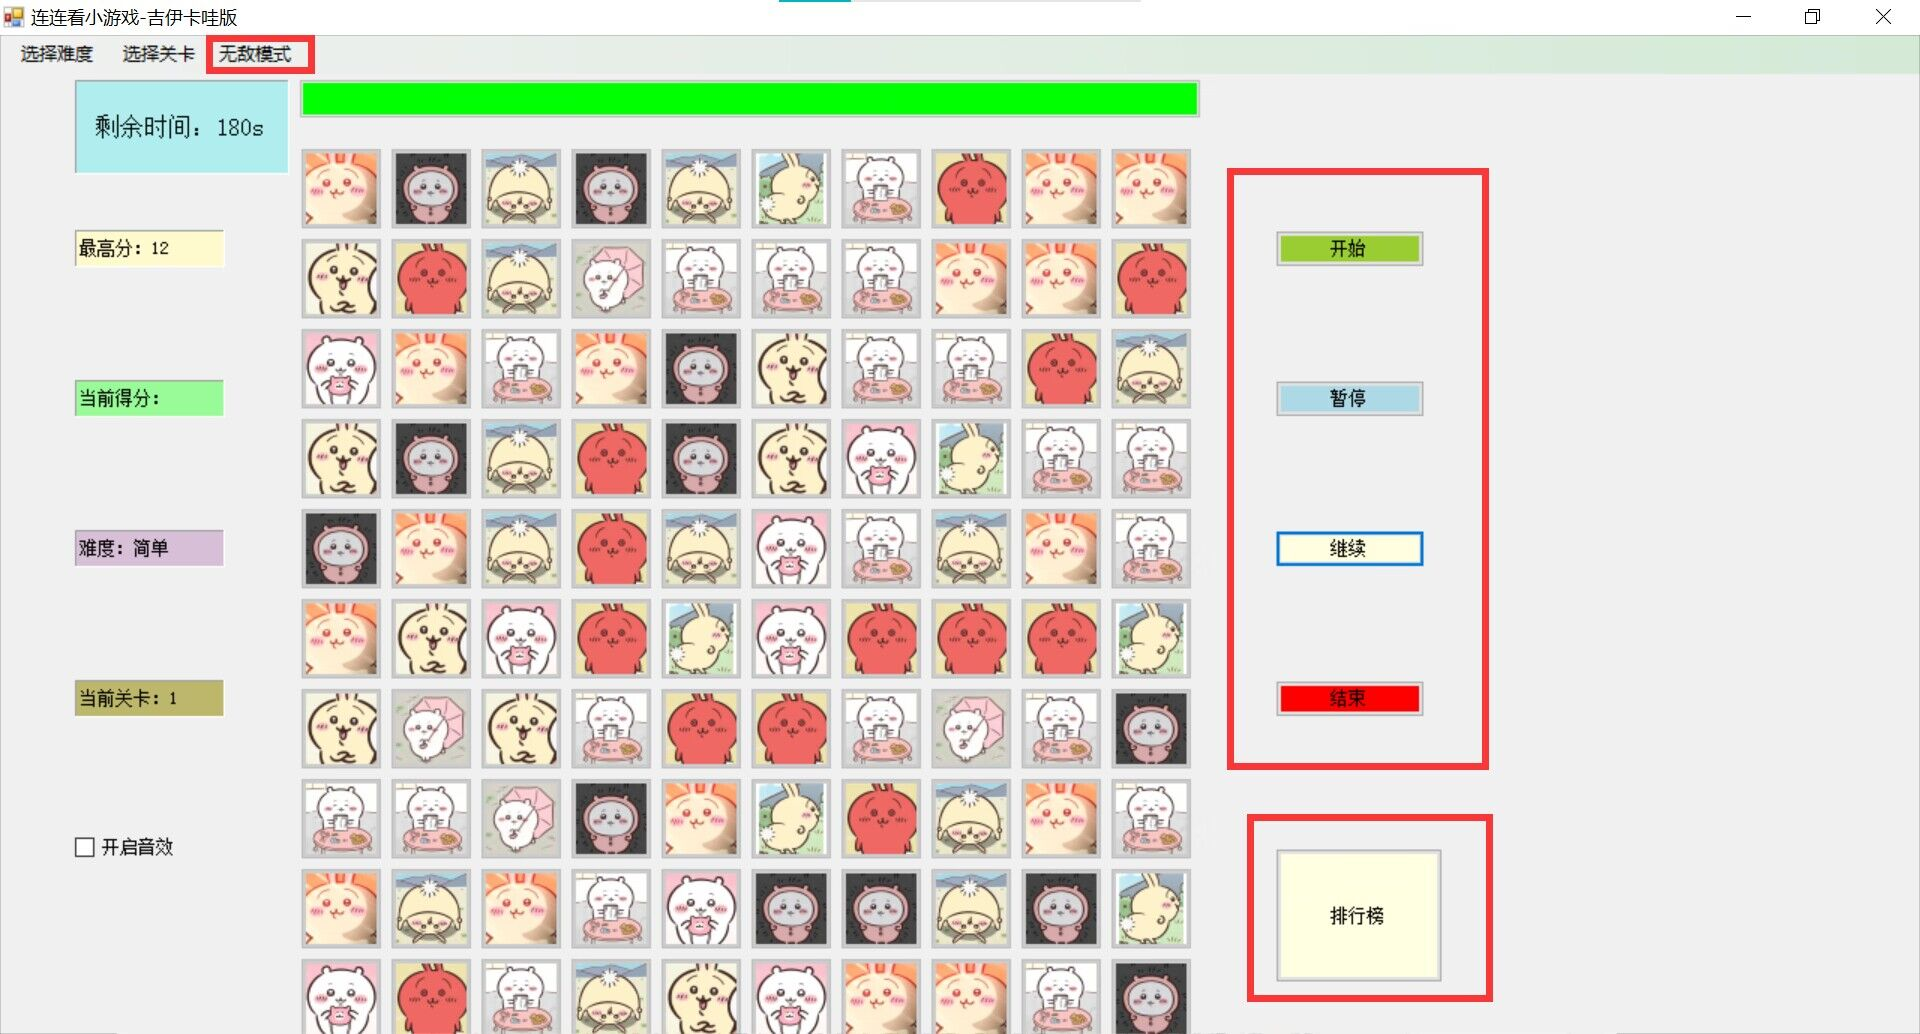 连连看小游戏-吉伊卡哇版
选择难度 选择关卡 无敌模式
剩余时间：180s
最高分：12
当前得分：
难度：简单
当前关卡：1
开启音效
开始
暂停
继续
结束
排行榜